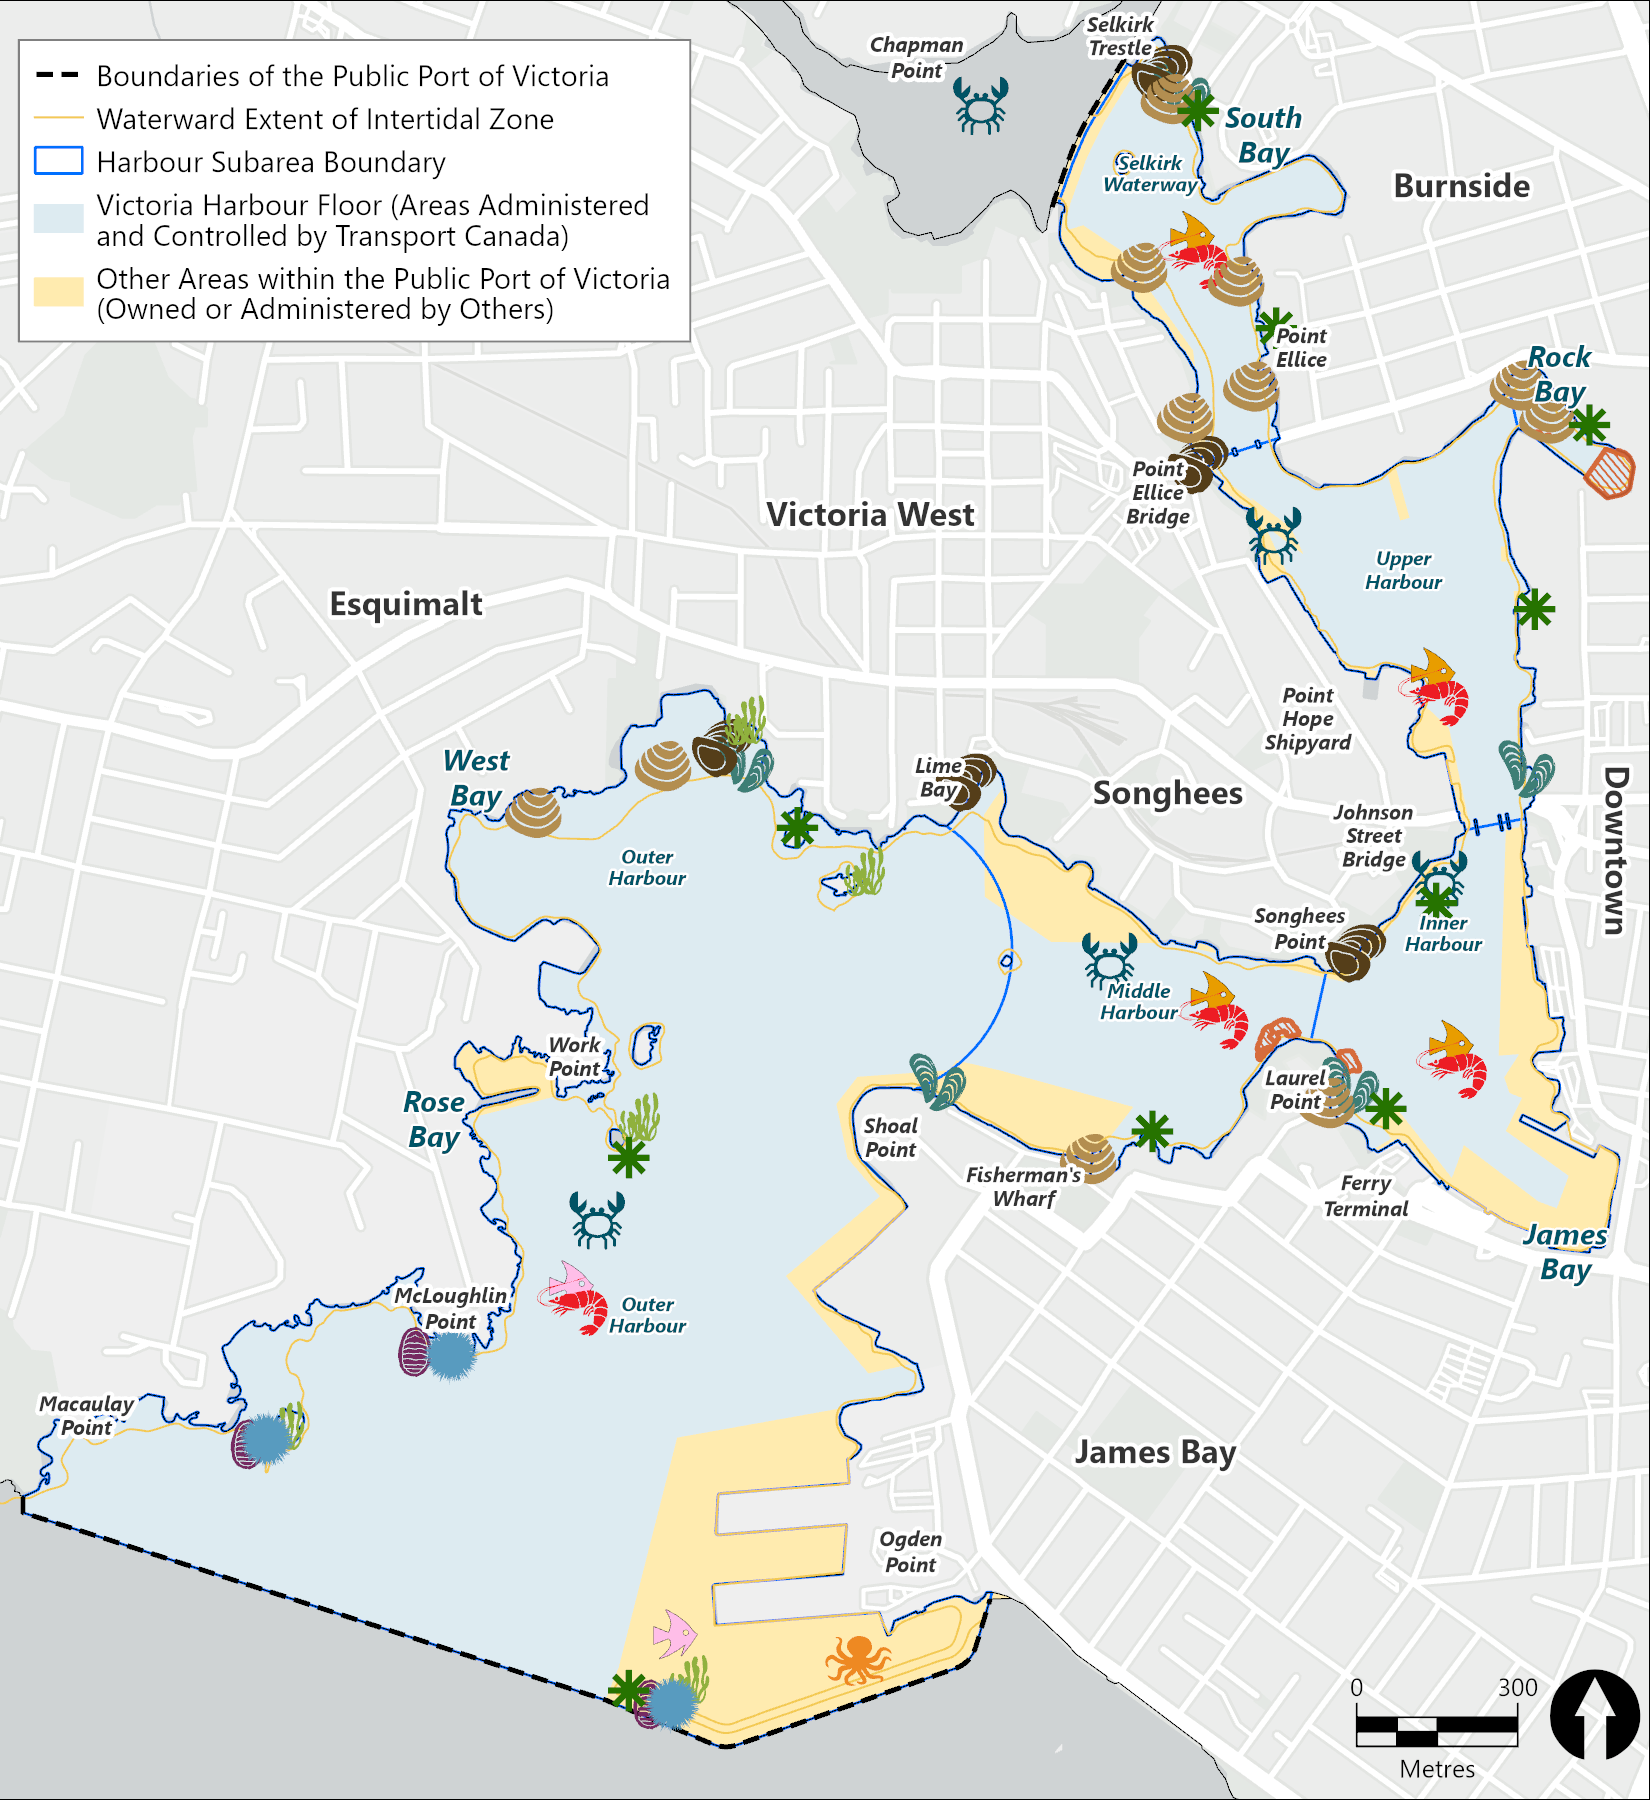 Boundaries of the Public Port of Victoria
Waterward Extent of Intertidal Zone
Harbour Subarea Boundary
Victoria Harbour Floor (Areas Administered
and Controlled by Transport Canada)
Other Areas within the Public Port of Victoria
(Owned or Administered by Others)
Chapman
Point
Selkirk
Trestle
South
Bay
Selkirk
Waterway
Burnside
Point
Ellice
Rock
Bay
Point
Ellice
Bridge
Victoria West
Upper
Harbour
Esquimalt
Point
Hope
Shipyard
West
Bay
Lime
Bay
Songhees
Downtown
Johnson
Street
Bridge
Outer
Harbour
Songhees
Point
Inner
Harbour
Middle
Harbour
Work
Point
Rose
Bay
Laurel
Point
Shoal
Point
Fisherman's
Wharf
Ferry
Terminal
James
Bay
McLoughlin
Point
Outer
Harbour
Macaulay
Point
James Bay
Ogden
Point
0 300
Metres